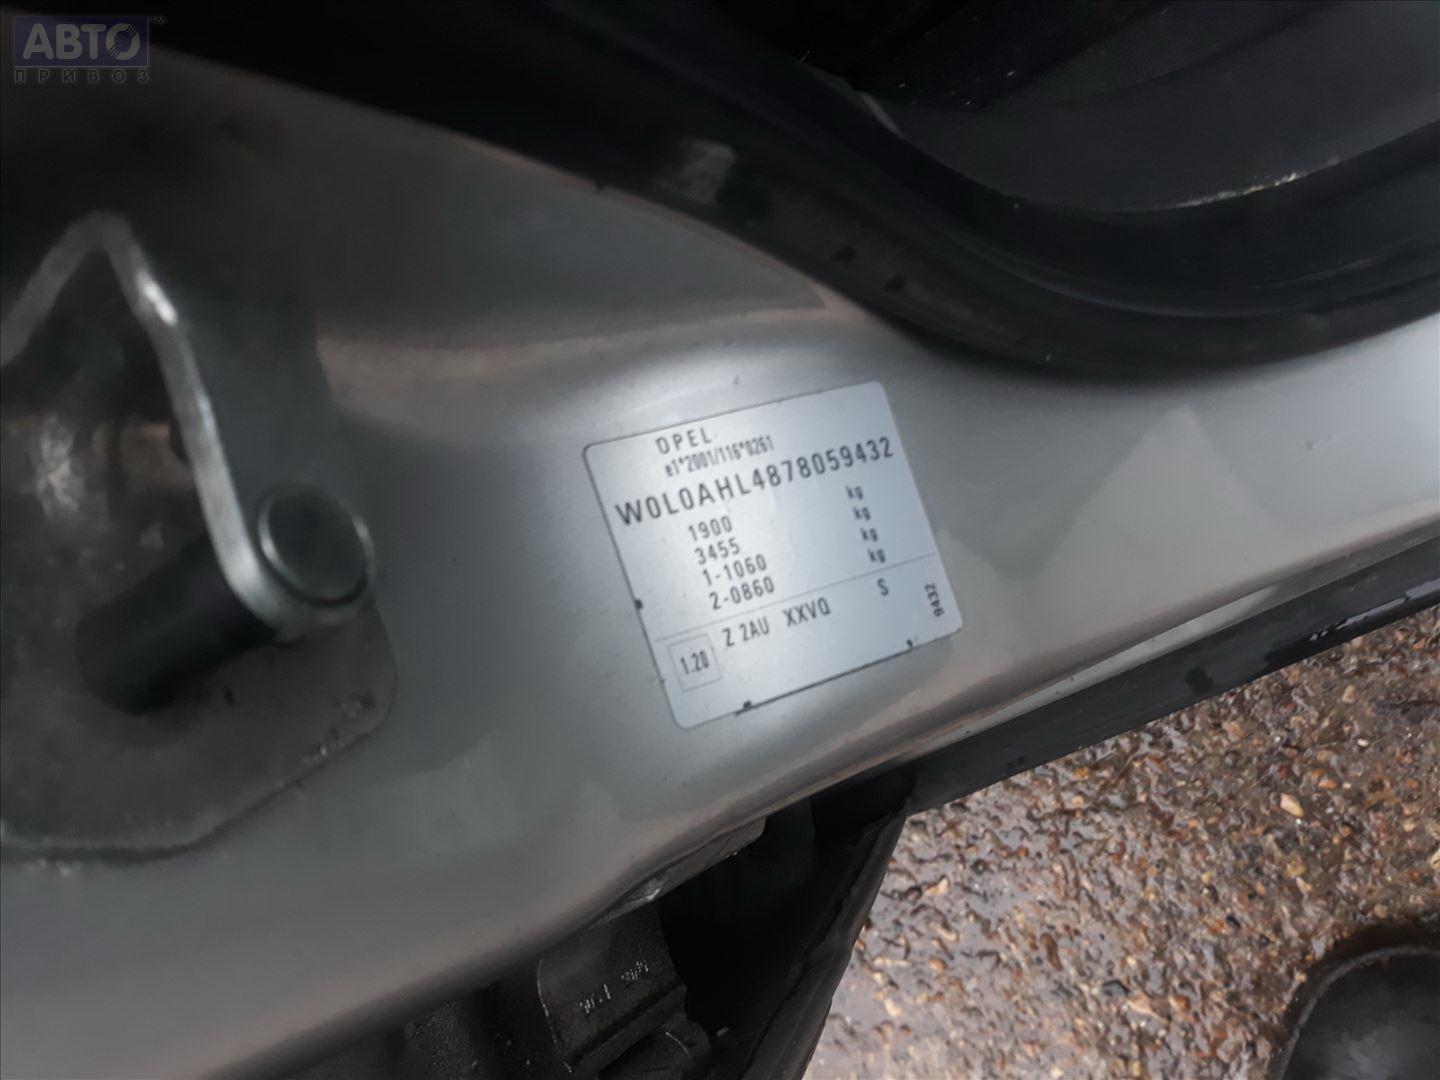 АВТО™
ПРИВОЗ
OPEL
e1*2001/116*0261
W0L0AHL4878059432
1900 kg
3455 kg
1-1060 kg
2-0860 kg
1.20 Z 2AU XXVQ S 9432